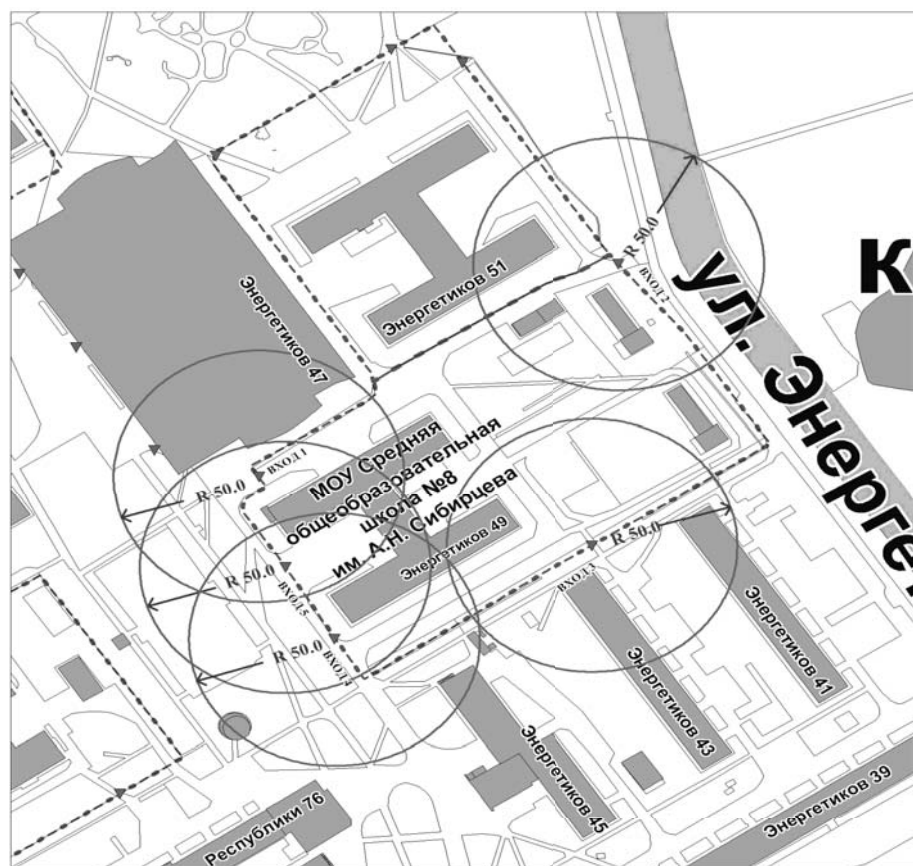 Энергетиков 51
Энергетиков 47
R 50.0
ВХОД 2
к
ул. Энерге
ВХОД 1
МОУ Средняя
общеобразовательная
школа №8
им. А.Н. Сибирцева
Энергетиков 49
R 50.0
R 50.0
ВХОД 5
R 50.0
ВХОД 4
R 50.0
ВХОД 3
Энергетиков 41
Энергетиков 43
Энергетиков 45
Энергетиков 39
Республики 76